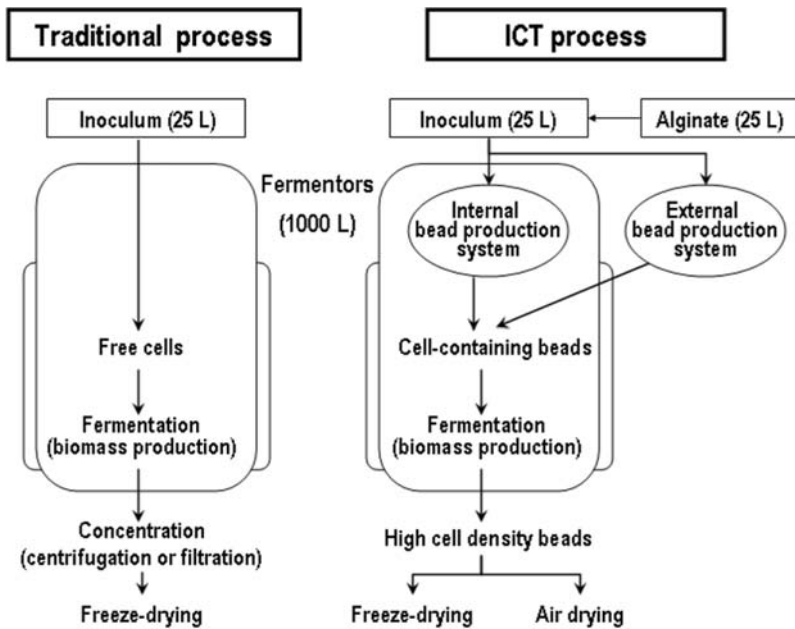 Traditional process
ICT process
Inoculum (25 L)
Inoculum (25 L)
Alginate (25 L)
Fermentors
(1000 L)
Internal
bead production
system
External
bead production
system
Free cells
Cell-containing beads
Fermentation
(biomass production)
Fermentation
(biomass production)
Concentration
(centrifugation or filtration)
High cell density beads
Freeze-drying
Freeze-drying
Air drying